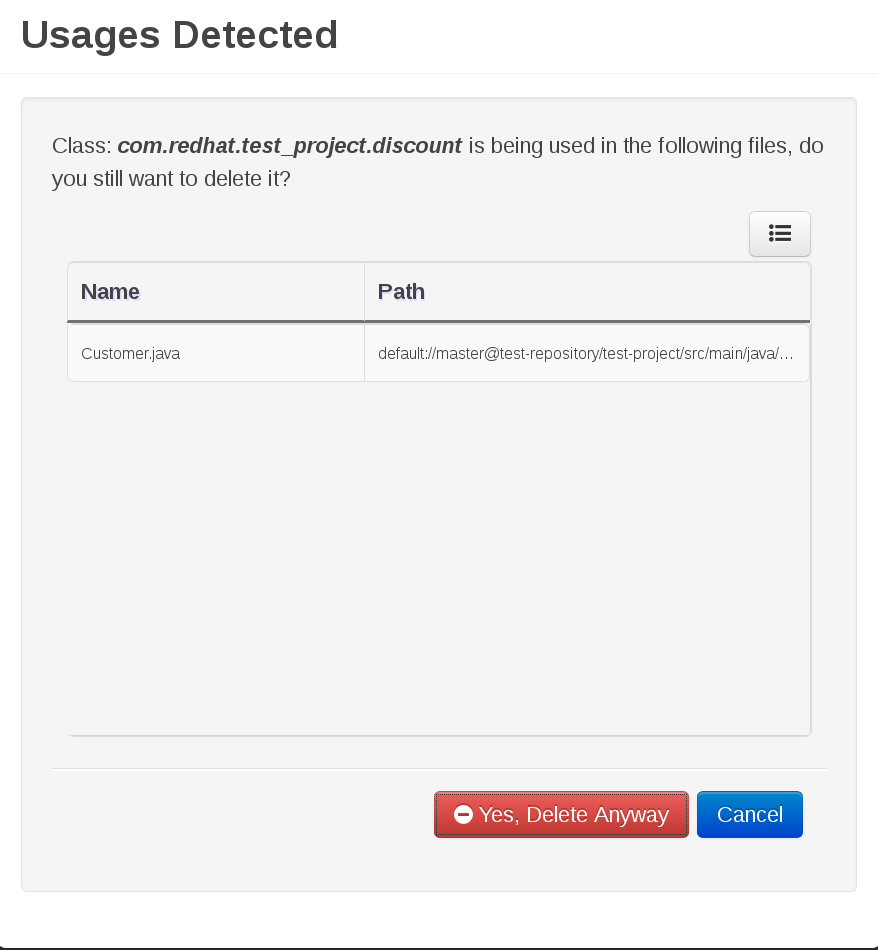 Usages Detected
Class: com.redhat.test_project.discount is being used in the following files, do
you still want to delete it?
Name Path
Customer.java default://master@test-repository/test-project/src/main/java/…
Yes, Delete Anyway Cancel